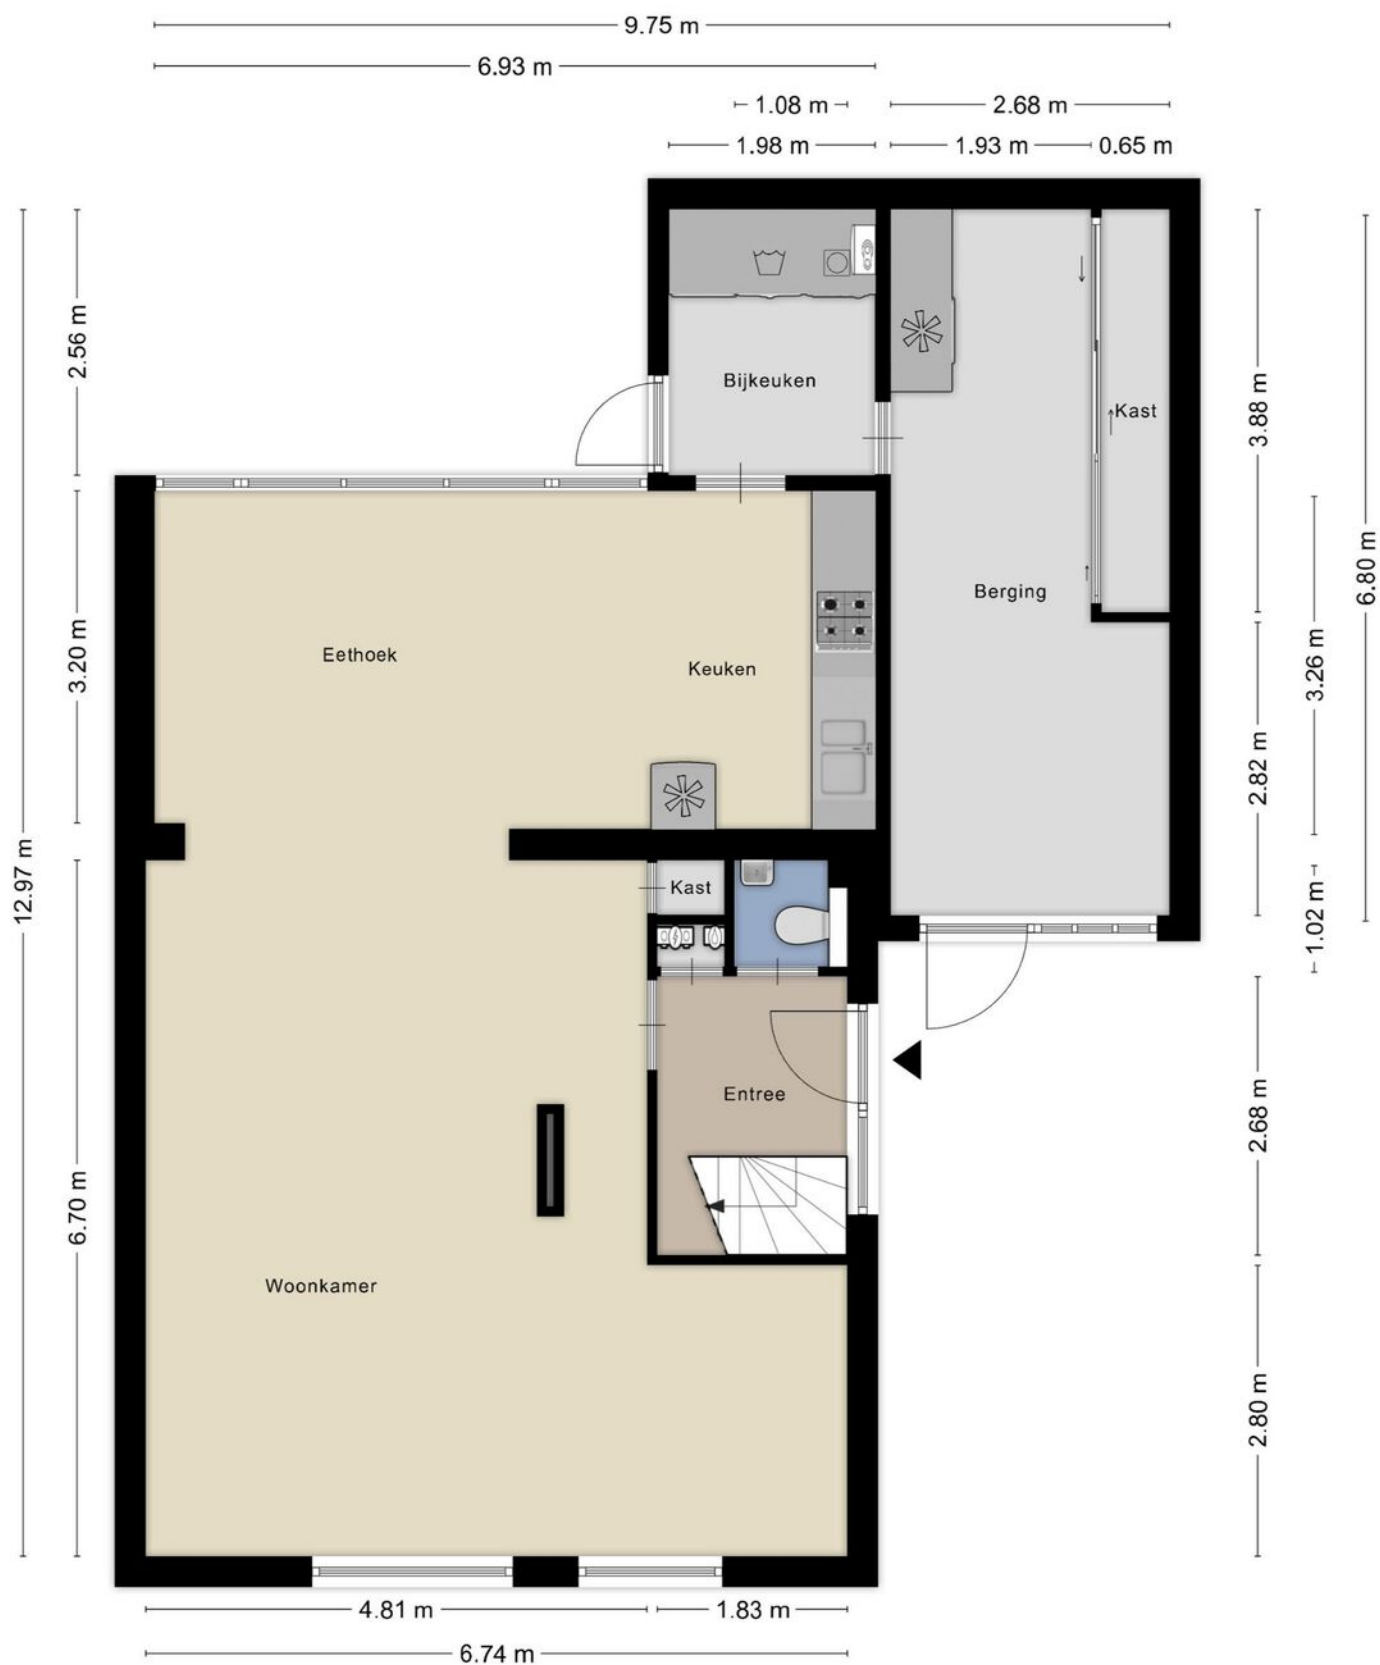 9.75 m
6.93 m
1.08 m
2.68 m
1.98 m
1.93 m
0.65 m
2.56 m
Bijkeuken
3.88 m
Kast
6.80 m
Berging
3.20 m
Eethoek
Keuken
3.26 m
2.82 m
12.97 m
Kast
1.02 m
Entree
2.68 m
6.70 m
Woonkamer
2.80 m
4.81 m
1.83 m
6.74 m